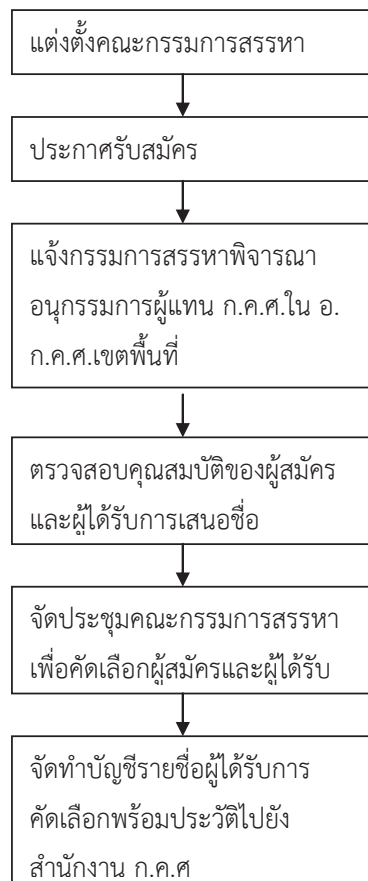 แต่งตั้งคณะกรรมการสรรหา
ประกาศรับสมัคร
แจ้งกรรมการสรรหาพิจารณา
อนุกรรมการผู้แทน ก.ค.ศ.ใน อ.
ก.ค.ศ.เขตพื้นที่
ตรวจสอบคุณสมบัติของผู้สมัคร
และผู้ได้รับการเสนอชื่อ
จัดประชุมคณะกรรมการสรรหา
เพื่อคัดเลือกผู้สมัครและผู้ได้รับ
จัดทำบัญชีรายชื่อผู้ได้รับการ
คัดเลือกพร้อมประวัติไปยัง
สำนักงาน ก.ค.ศ